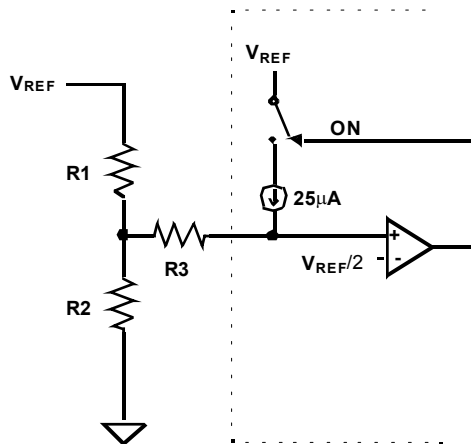 VREF
VREF
ON
R1
25μA
R3
VREF/2
+
-
-
R2